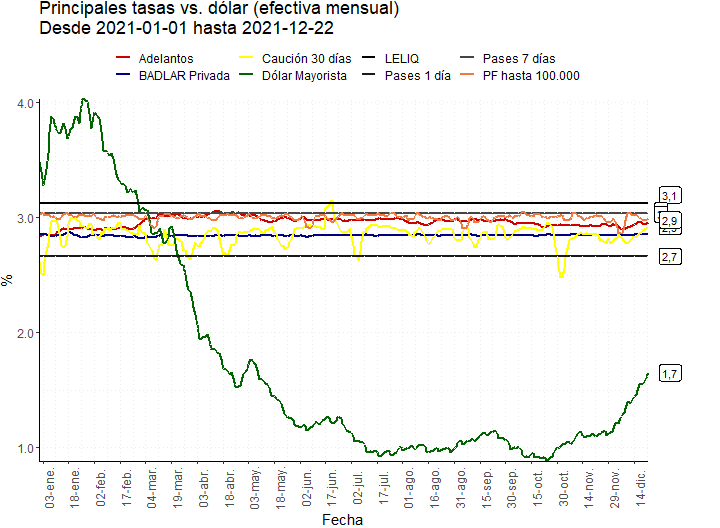 Principales tasas vs. dólar (efectiva mensual)
Desde 2021-01-01 hasta 2021-12-22
Adelantos Caución 30 días LELIQ Pases 7 días
BADLAR Privada Dólar Mayorista Pases 1 día PF hasta 100.000
4.0
3.0
2.0
1.0
%
3,1
2,9
2,9
2,7
1,7
03-ene.
18-ene.
02-feb.
17-feb.
04-mar.
19-mar.
03-abr.
18-abr.
03-may.
18-may.
02-jun.
17-jun.
02-jul.
17-jul.
01-ago.
16-ago.
31-ago.
15-sep.
30-sep.
15-oct.
30-oct.
14-nov.
29-nov.
14-dic.
Fecha